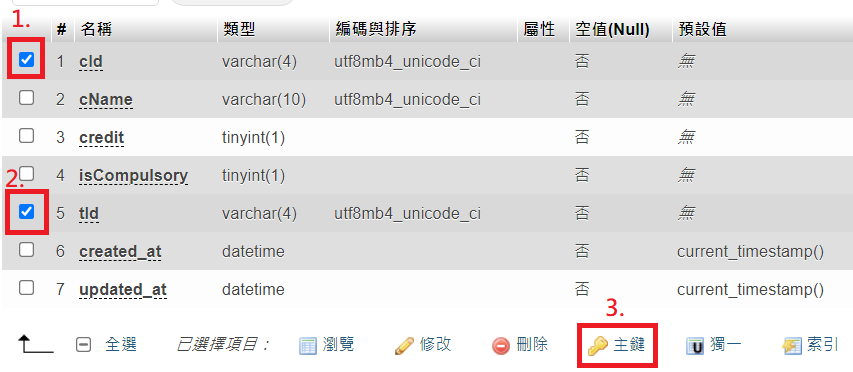 1.
# 名稱 類型 編碼與排序 屬性 空值(Null) 預設值
1 cId varchar(4) utf8mb4_unicode_ci 否 無
2 cName varchar(10) utf8mb4_unicode_ci 否 無
3 credit tinyint(1) 否 無
4 isCompulsory tinyint(1) 否 無
2.
5 tId varchar(4) utf8mb4_unicode_ci 否 無
6 created_at datetime 否 current_timestamp()
7 updated_at datetime 否 current_timestamp()
3.
全選 已選擇項目： 瀏覽 修改 刪除 主鍵 U 獨一 索引